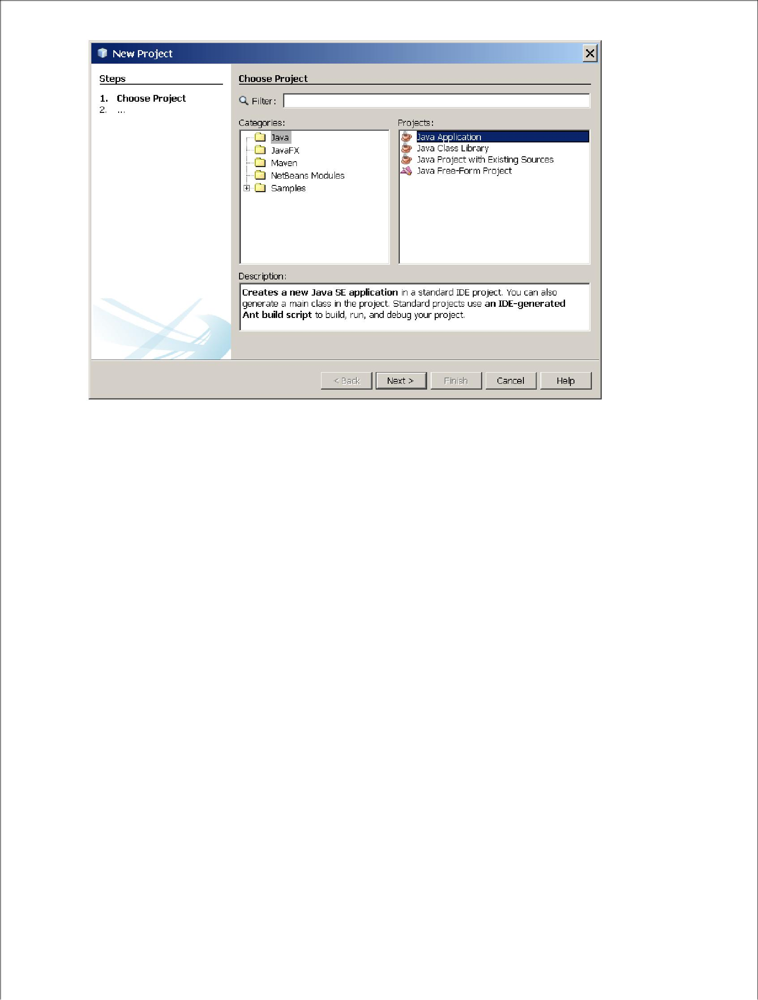 New Project
Steps
1. Choose Project
2. ...
Choose Project
Filter:
Categories:
Java
JavaFX
Maven
NetBeans Modules
Samples
Projects:
Java Application
Java Class Library
Java Project with Existing Sources
Java Free-Form Project
Description:
Creates a new Java SE application in a standard IDE project. You can also
generate a main class in the project. Standard projects use an IDE-generated
Ant build script to build, run, and debug your project.
< Back
Next >
Finish
Cancel
Help